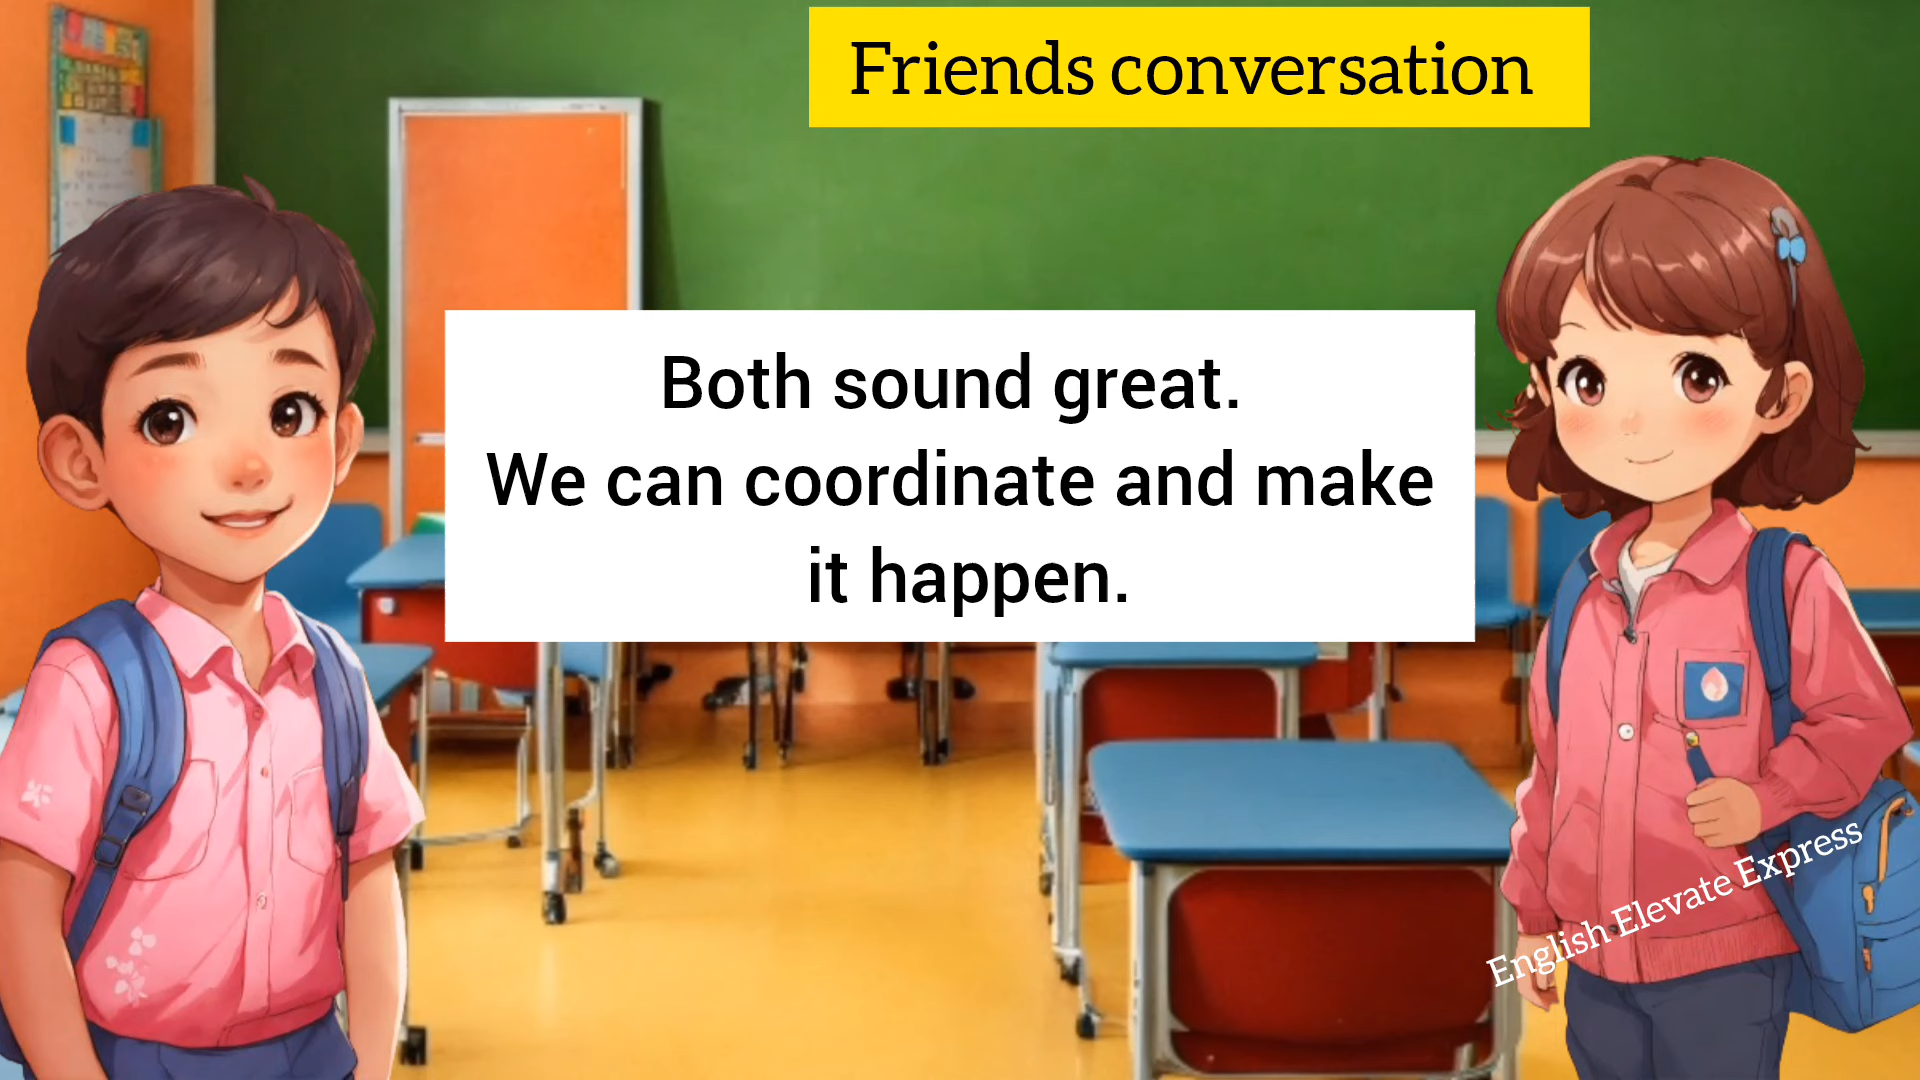 Friends conversation
Both sound great.
We can coordinate and make
it happen.
English Elevate Express